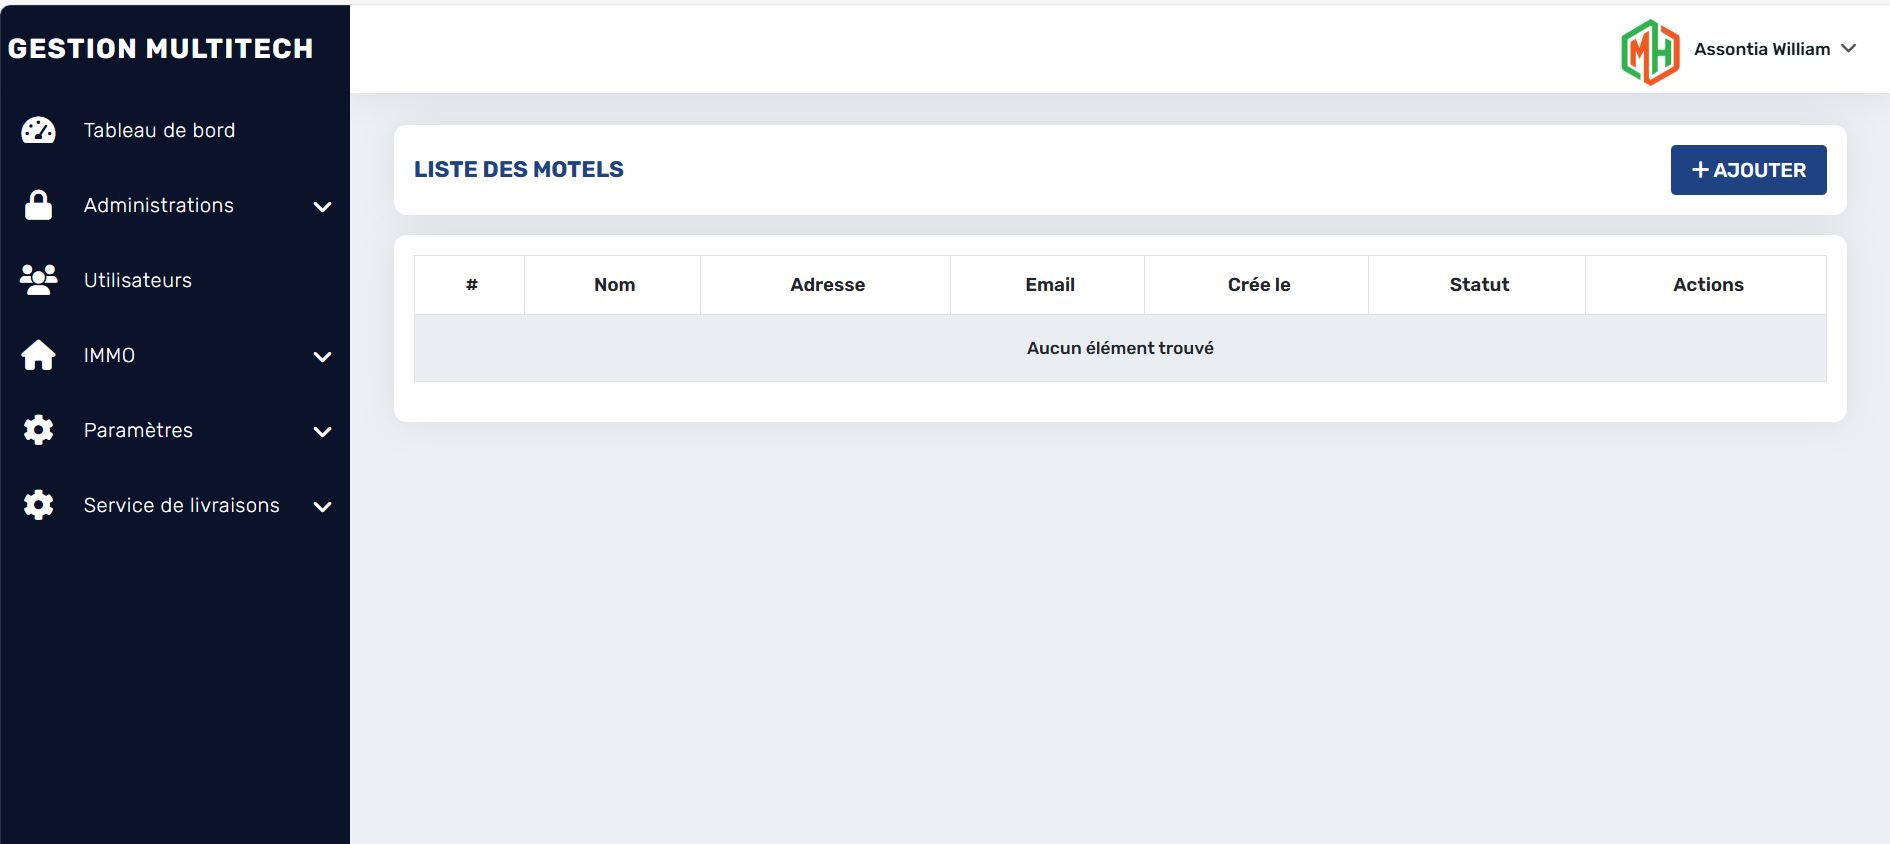 GESTION MULTITECH
MH
Assontia William
Tableau de bord
Administrations
Utilisateurs
IMMO
Paramètres
Service de livraisons
LISTE DES MOTELS
+ AJOUTER
# Nom Adresse Email Crée le Statut Actions
Aucun élément trouvé